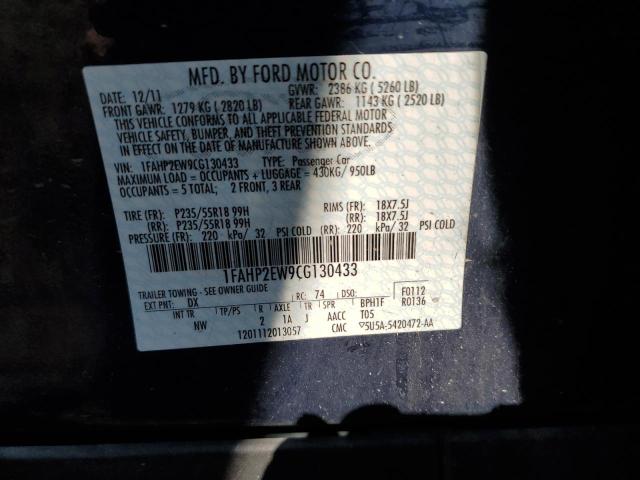 MFD. BY FORD MOTOR CO.
DATE: 12/11 GVWR: 2386 KG (5260 LB)
FRONT GAWR: 1279 KG (2820 LB) REAR GAWR: 1143 KG (2520 LB)
THIS VEHICLE CONFORMS TO ALL APPLICABLE FEDERAL MOTOR
VEHICLE SAFETY, BUMPER, AND THEFT PREVENTION STANDARDS
IN EFFECT ON THE DATE OF MANUFACTURE SHOWN ABOVE.
VIN: 1FAHP2EW9CG130433 TYPE: Passenger Car
MAXIMUM LOAD = OCCUPANTS + LUGGAGE = 430KG/ 950LB
OCCUPANTS = 5 TOTAL; 2 FRONT, 3 REAR
TIRE (FR): P235/55R18 99H RIMS (FR): 18X7.5J
(RR): P235/55R18 99H (RR): 18X7.5J
PRESSURE (FR): 220 kPa/ 32 PSI COLD (RR): 220 kPa/ 32 PSI COLD
1FAHP2EW9CG130433
TRAILER TOWING - SEE OWNER GUIDE
EXT PNT: DX RC: 74 DSO: F0112
INT TR TP/PS R AXLE TR SPR BPH1F R0136
NW 2 1A J AACC T05
1201112013057 CMC 5U5A-5420472-AA